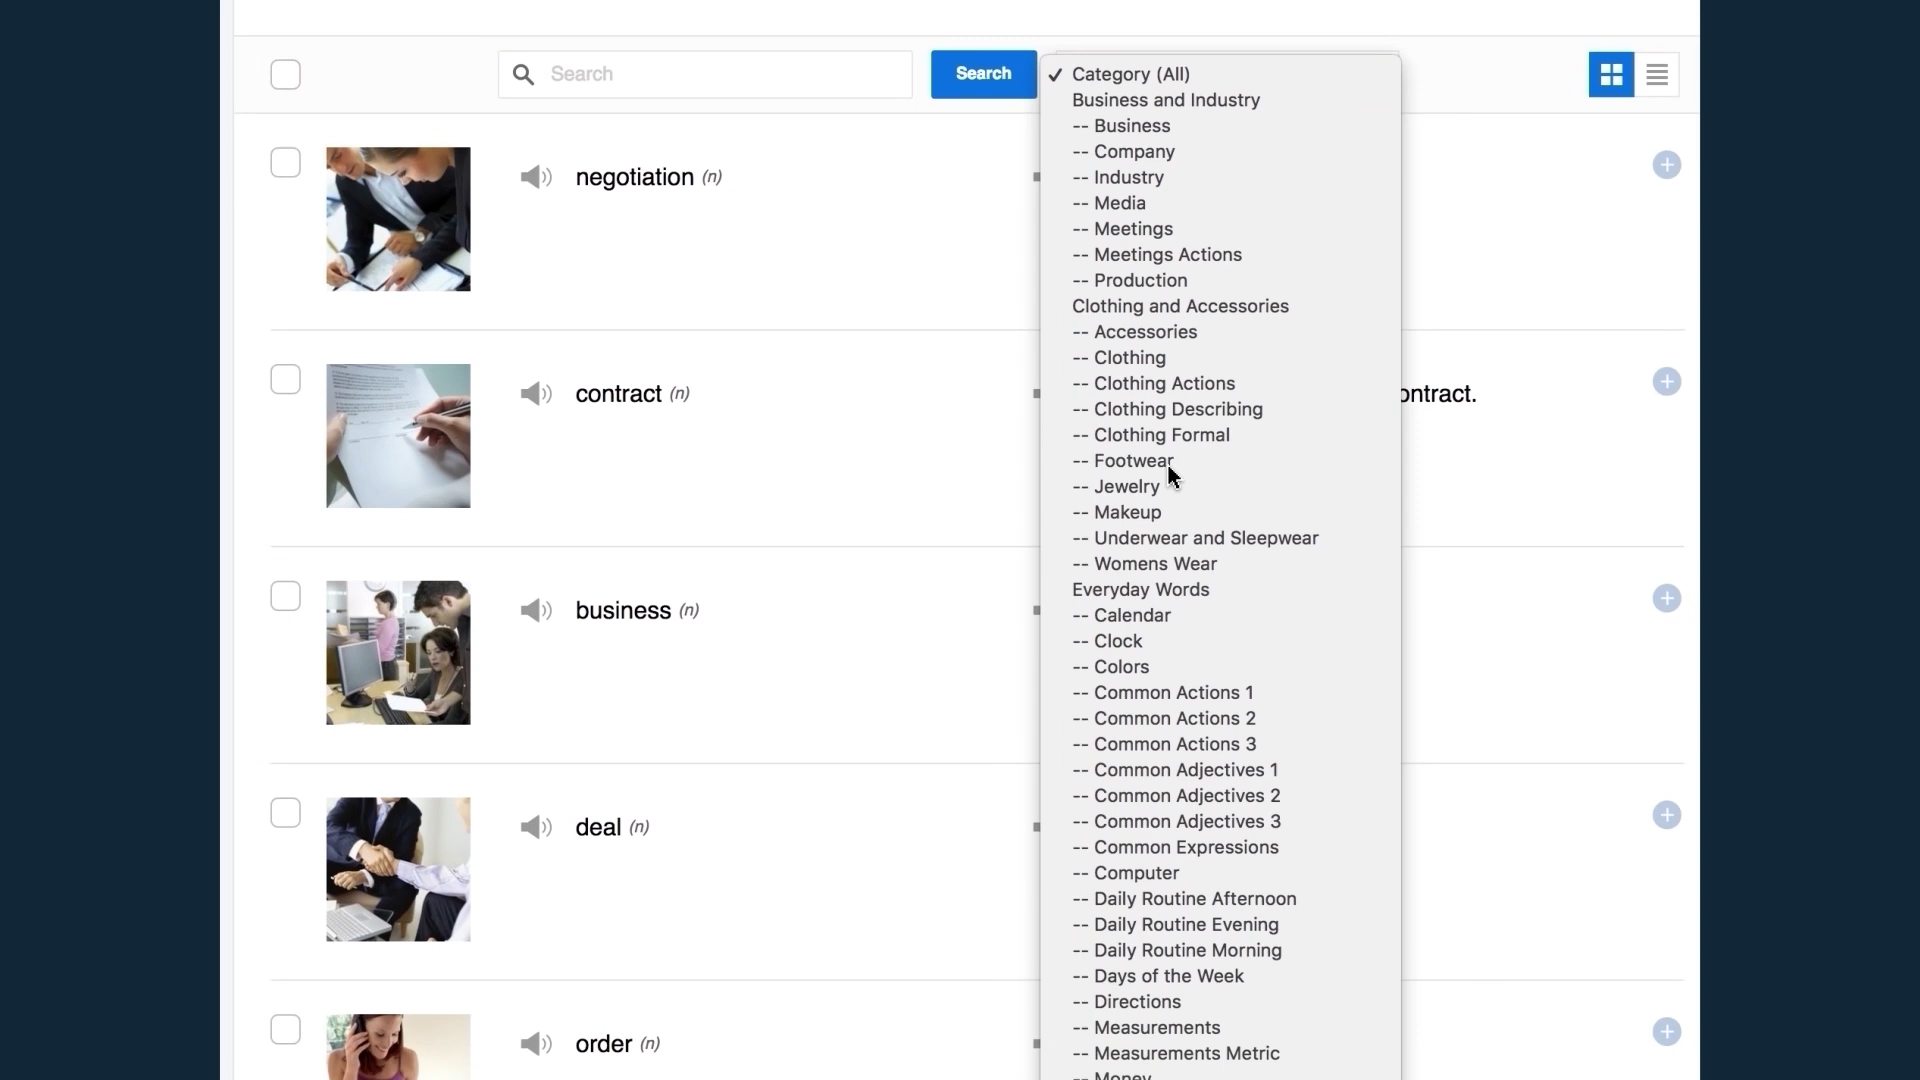 Search
Search
✓ Category (All)
Business and Industry
-- Business
-- Company
-- Industry
-- Media
-- Meetings
-- Meetings Actions
-- Production
Clothing and Accessories
-- Accessories
-- Clothing
-- Clothing Actions
-- Clothing Describing
-- Clothing Formal
-- Footwear
-- Jewelry
-- Makeup
-- Underwear and Sleepwear
-- Womens Wear
Everyday Words
-- Calendar
-- Clock
-- Colors
-- Common Actions 1
-- Common Actions 2
-- Common Actions 3
-- Common Adjectives 1
-- Common Adjectives 2
-- Common Adjectives 3
-- Common Expressions
-- Computer
-- Daily Routine Afternoon
-- Daily Routine Evening
-- Daily Routine Morning
-- Days of the Week
-- Directions
-- Measurements
-- Measurements Metric
-- Money
negotiation (n)
contract (n)
ontract.
business (n)
deal (n)
order (n)